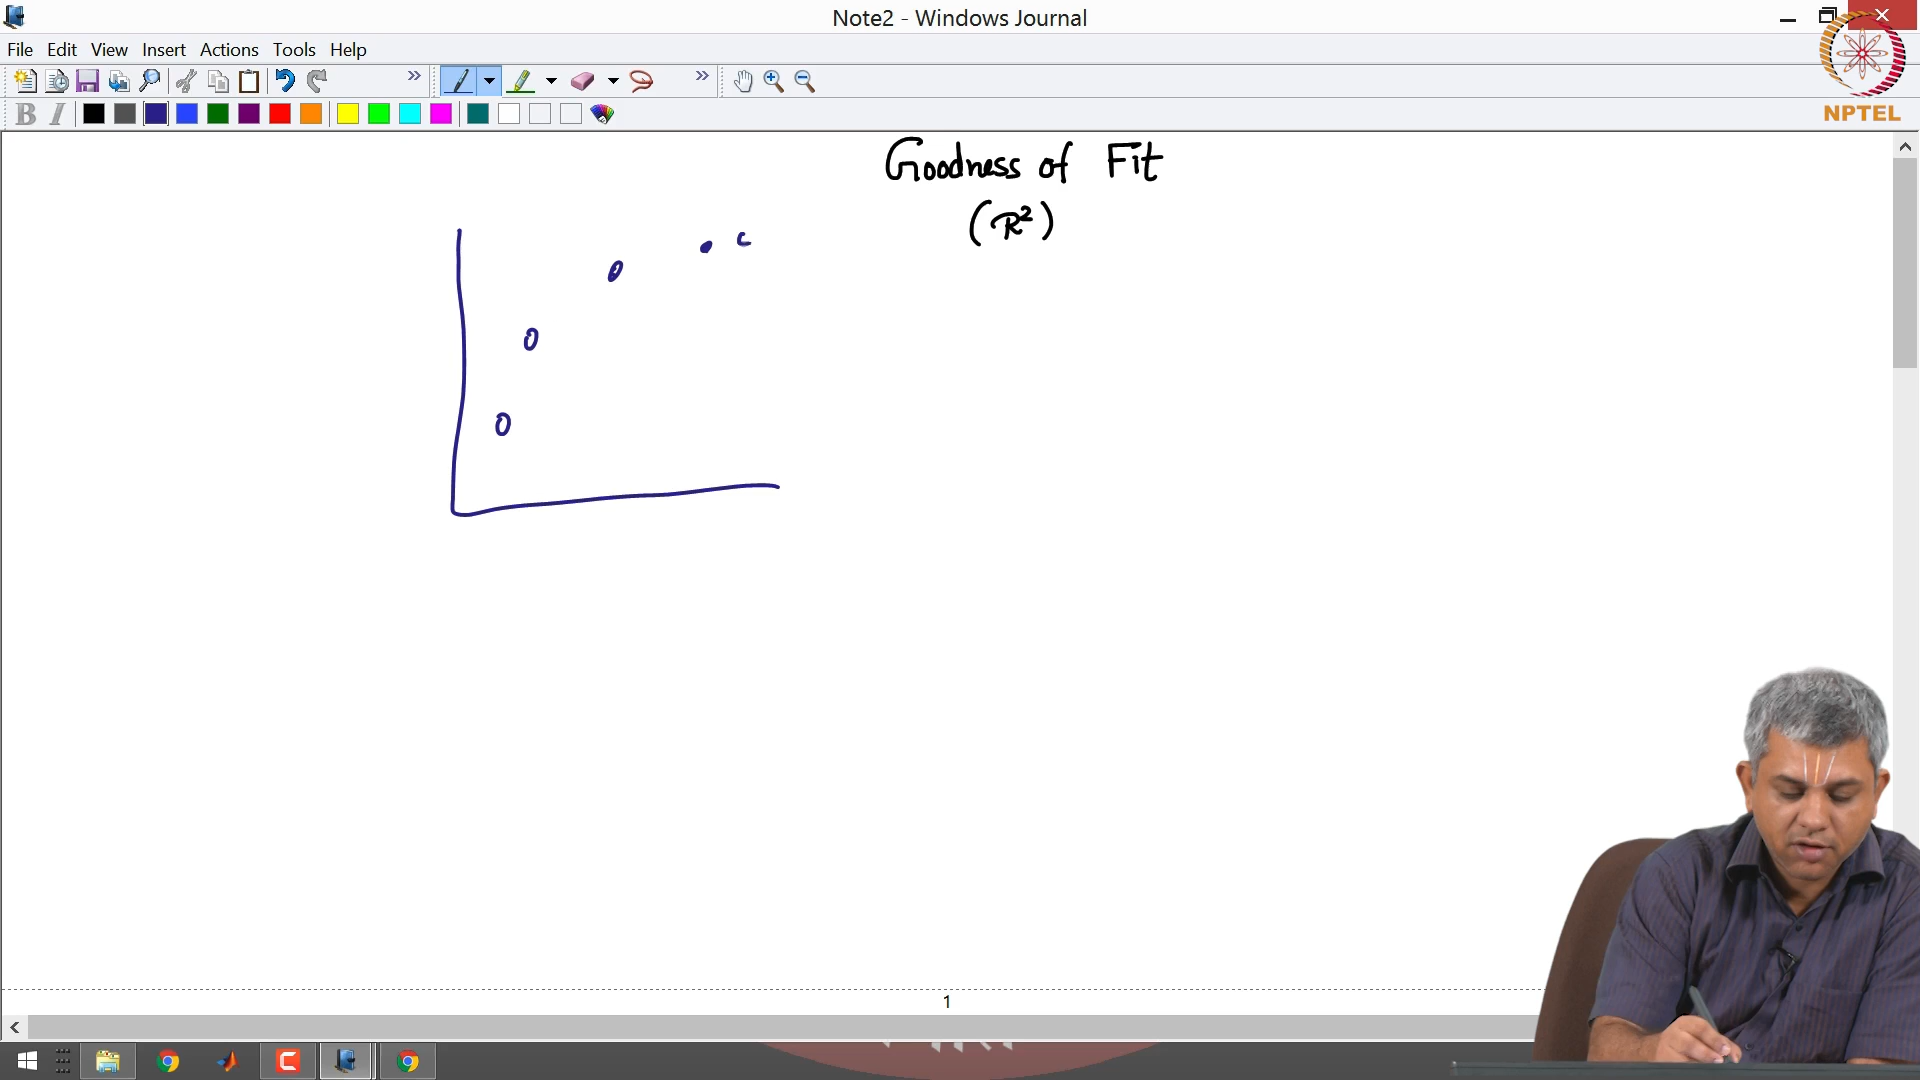 Note2 - Windows Journal
File Edit View Insert Actions Tools Help
B I
NPTEL
Goodness of Fit
(R²)
1